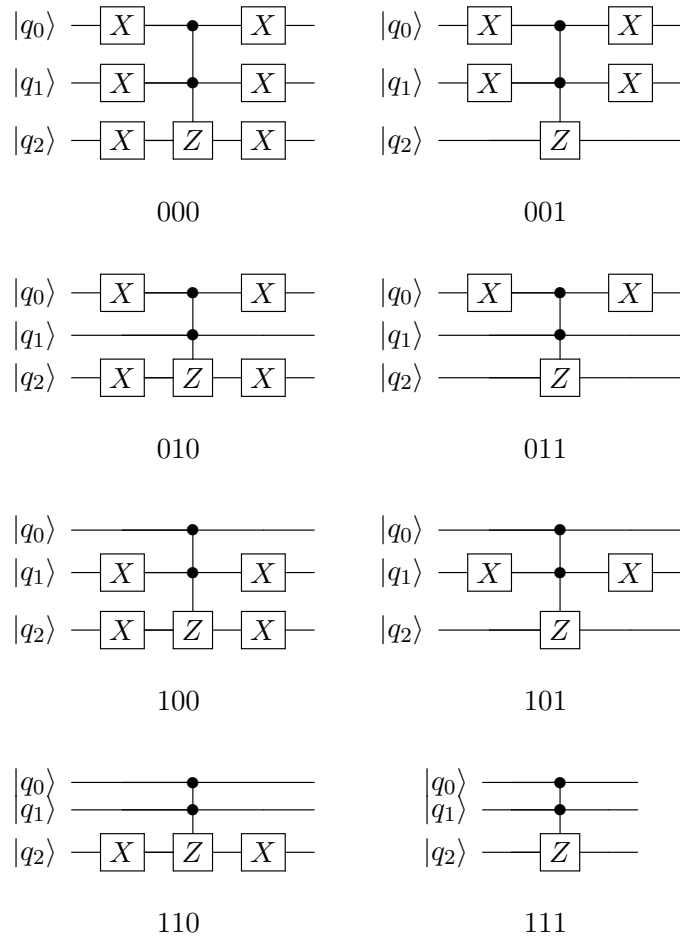 |q₀⟩ X X |q₀⟩ X X
|q₁⟩ X X |q₁⟩ X X
|q₂⟩ X Z X |q₂⟩ Z
000 001
|q₀⟩ X X |q₀⟩ X X
|q₁⟩ |q₁⟩
|q₂⟩ X Z X |q₂⟩ Z
010 011
|q₀⟩ |q₀⟩
|q₁⟩ X X |q₁⟩ X X
|q₂⟩ X Z X |q₂⟩ Z
100 101
|q₀⟩ |q₀⟩
|q₁⟩ |q₁⟩
|q₂⟩ X Z X |q₂⟩ Z
110 111